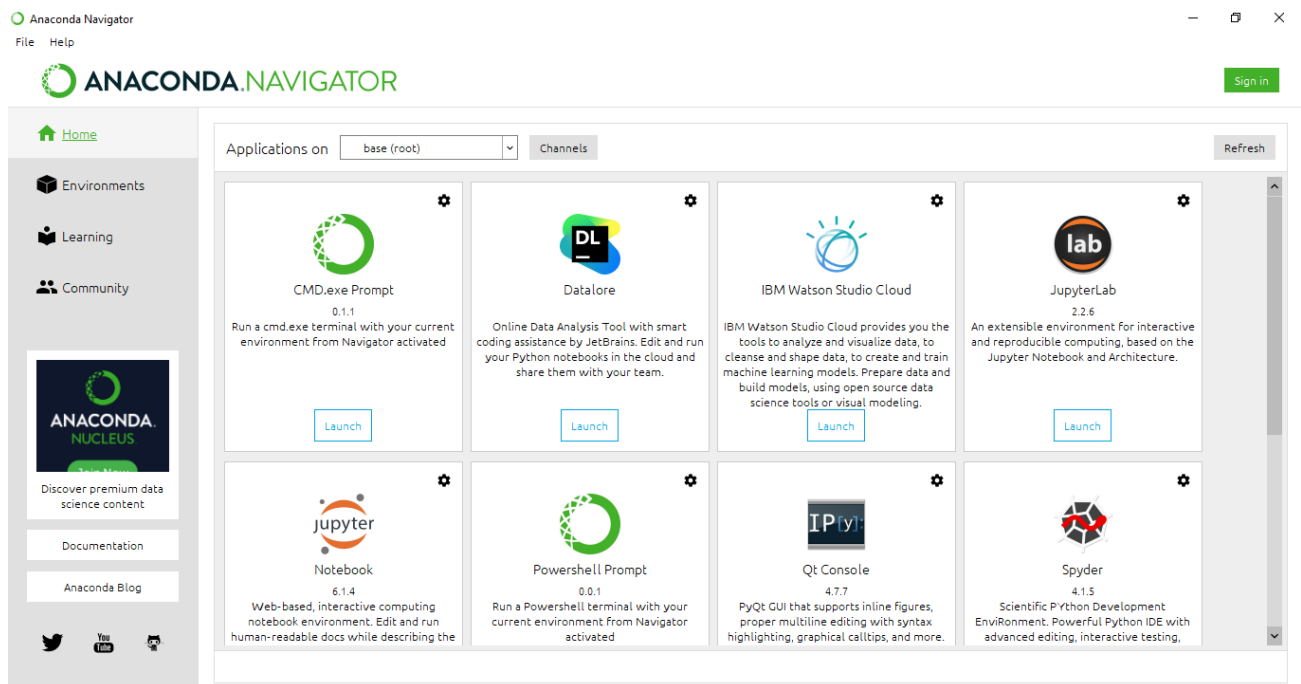 Anaconda Navigator
File Help
ANACONDA.NAVIGATOR
Sign in
Home
Environments
Learning
Community
ANACONDA.
NUCLEUS
Join Now
Discover premium data
science content
Documentation
Anaconda Blog
You
Tube
Applications on base (root) Channels Refresh
CMD.exe Prompt
0.1.1
Run a cmd.exe terminal with your current
environment from Navigator activated
Launch
DL
Datalore
Online Data Analysis Tool with smart
coding assistance by JetBrains. Edit and run
your Python notebooks in the cloud and
share them with your team.
Launch
IBM Watson Studio Cloud
IBM Watson Studio Cloud provides you the
tools to analyze and visualize data, to
cleanse and shape data, to create and train
machine learning models. Prepare data and
build models, using open source data
science tools or visual modeling.
Launch
lab
JupyterLab
2.2.6
An extensible environment for interactive
and reproducible computing, based on the
Jupyter Notebook and Architecture.
Launch
jupyter
Notebook
6.1.4
Web-based, interactive computing
notebook environment. Edit and run
human-readable docs while describing the
Powershell Prompt
0.0.1
Run a Powershell terminal with your
current environment from Navigator
activated
IP[y]:
Qt Console
4.7.7
PyQt GUI that supports inline figures,
proper multiline editing with syntax
highlighting, graphical calltips, and more.
Spyder
4.1.5
Scientific PYthon Development
EnviRonment. Powerful Python IDE with
advanced editing, interactive testing,